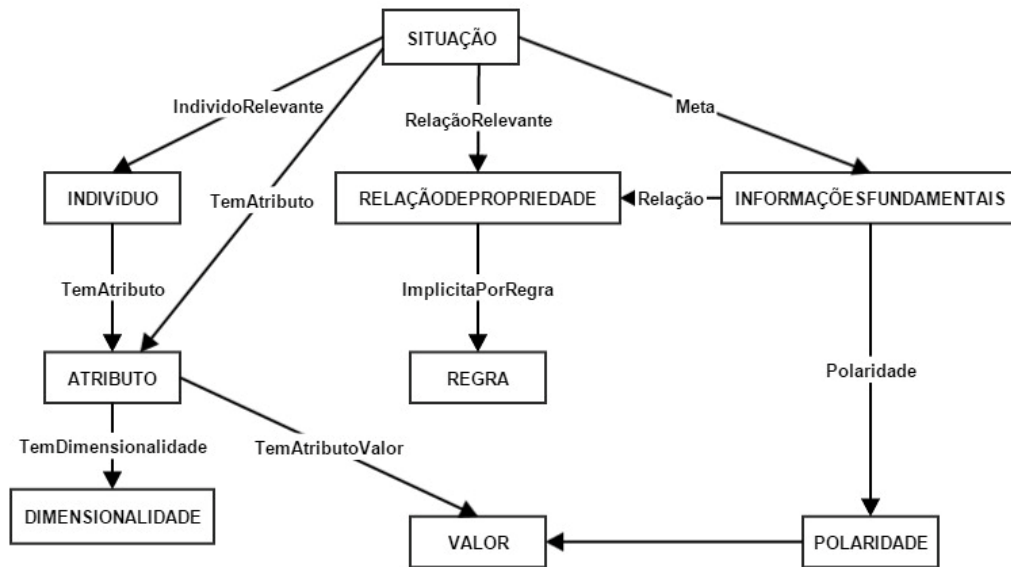 SITUAÇÃO
IndividoRelevante
RelaçãoRelevante
Meta
INDIVíDUO
TemAtributo
RELAÇÃODEPROPRIEDADE
Relação
INFORMAÇÕESFUNDAMENTAIS
TemAtributo
ImplicitaPorRegra
ATRIBUTO
REGRA
Polaridade
TemDimensionalidade
TemAtributoValor
DIMENSIONALIDADE
VALOR
POLARIDADE